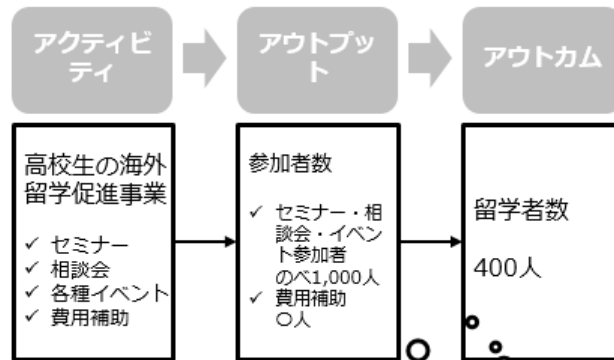 アクティビ
ティ
アウトプッ
ト
アウトカム
高校生の海外
留学促進事業
✓ セミナー
✓ 相談会
✓ 各種イベント
✓ 費用補助
参加者数
✓ セミナー・相
談会・イベン
ト参加者
のべ1,000人
✓ 費用補助
〇人
留学者数
400人